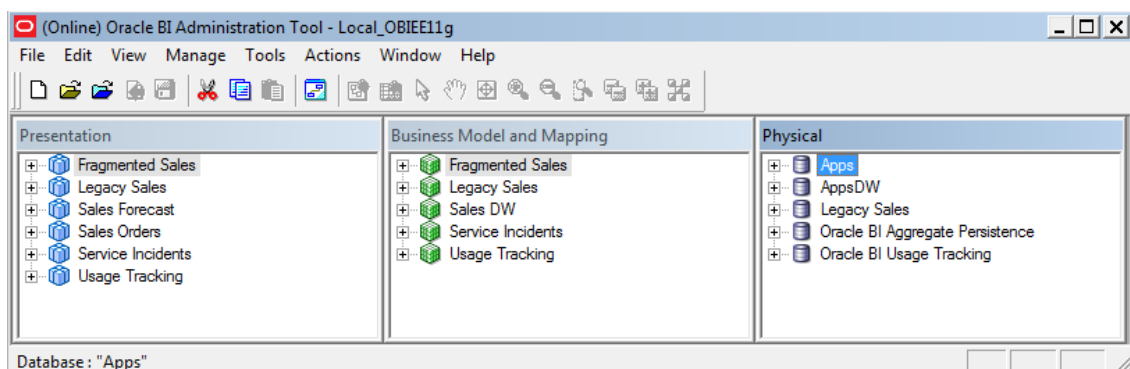 (Online) Oracle BI Administration Tool - Local_OBIEE11g
File Edit View Manage Tools Actions Window Help
Presentation
Fragmented Sales
Legacy Sales
Sales Forecast
Sales Orders
Service Incidents
Usage Tracking
Business Model and Mapping
Fragmented Sales
Legacy Sales
Sales DW
Service Incidents
Usage Tracking
Physical
Apps
AppsDW
Legacy Sales
Oracle BI Aggregate Persistence
Oracle BI Usage Tracking
Database : "Apps"